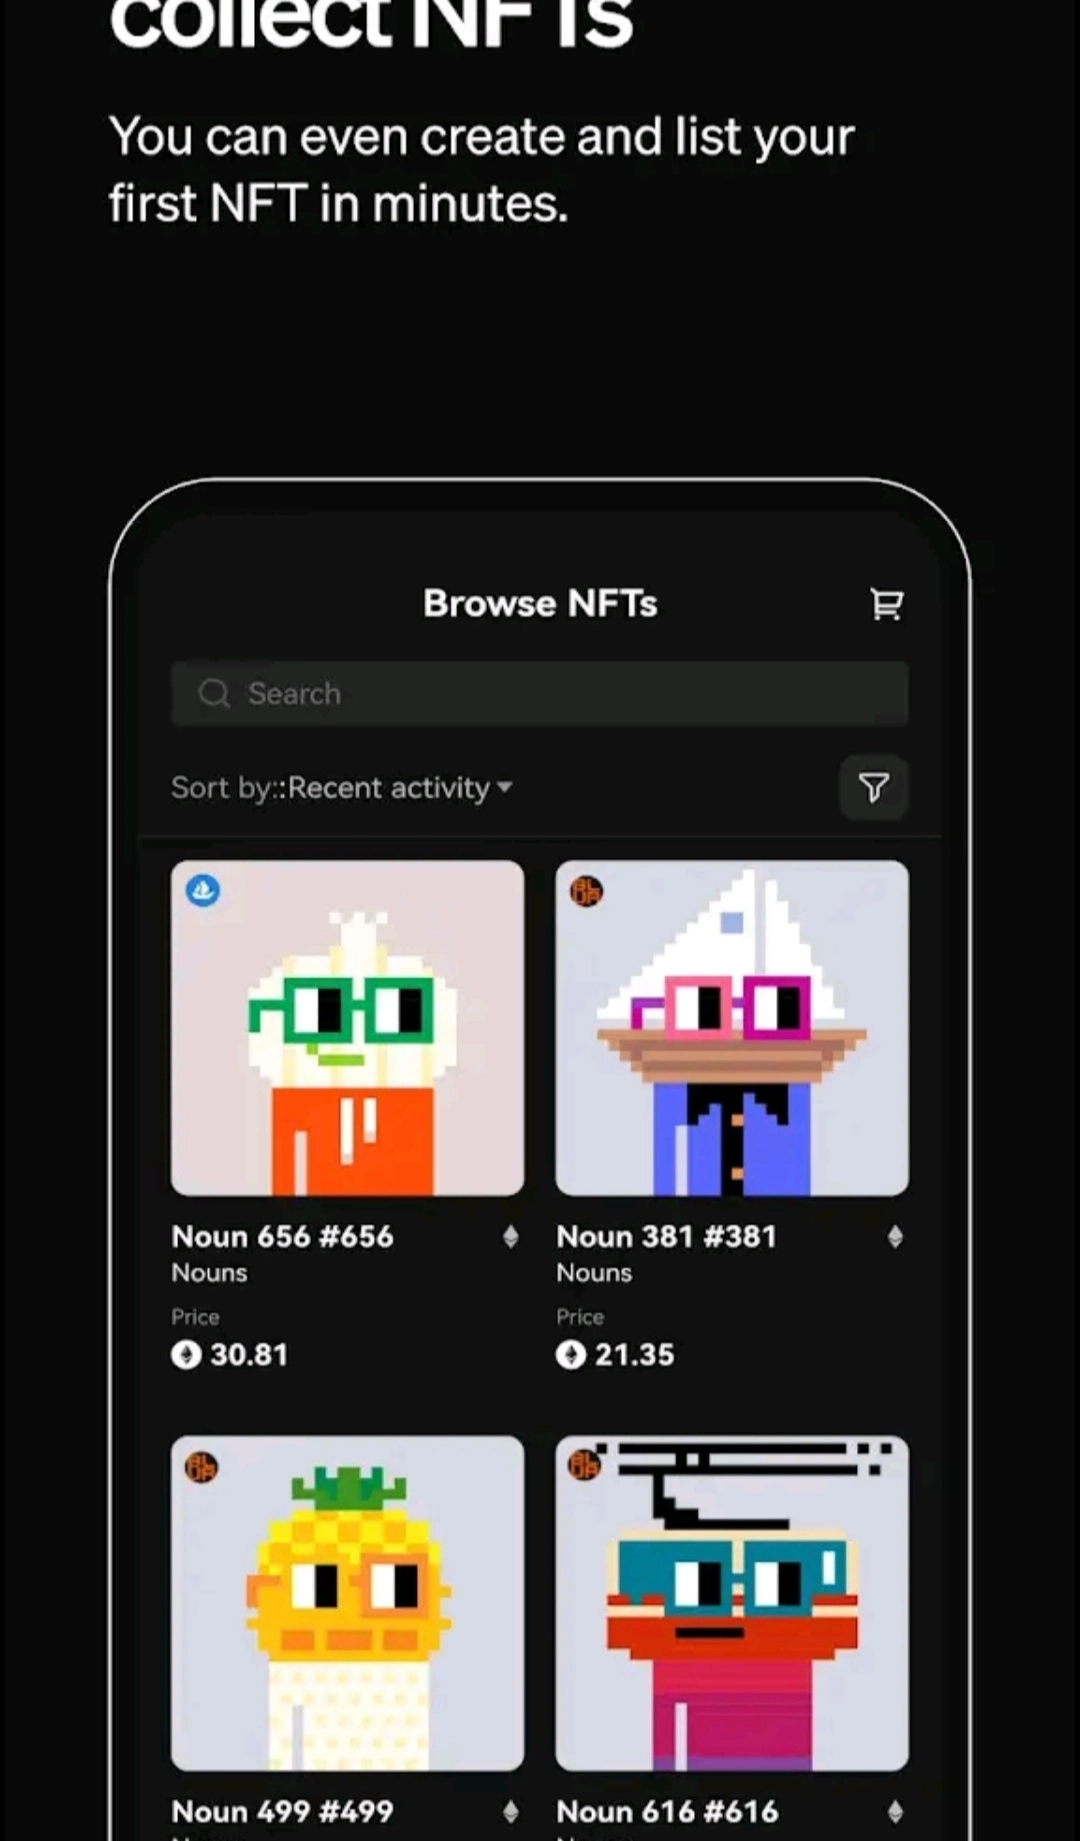 collect NFTs
You can even create and list your
first NFT in minutes.
Browse NFTs
Search
Sort by::Recent activity
Noun 656 #656
Nouns
Price
30.81
Noun 381 #381
Nouns
Price
21.35
Noun 499 #499
Noun 616 #616